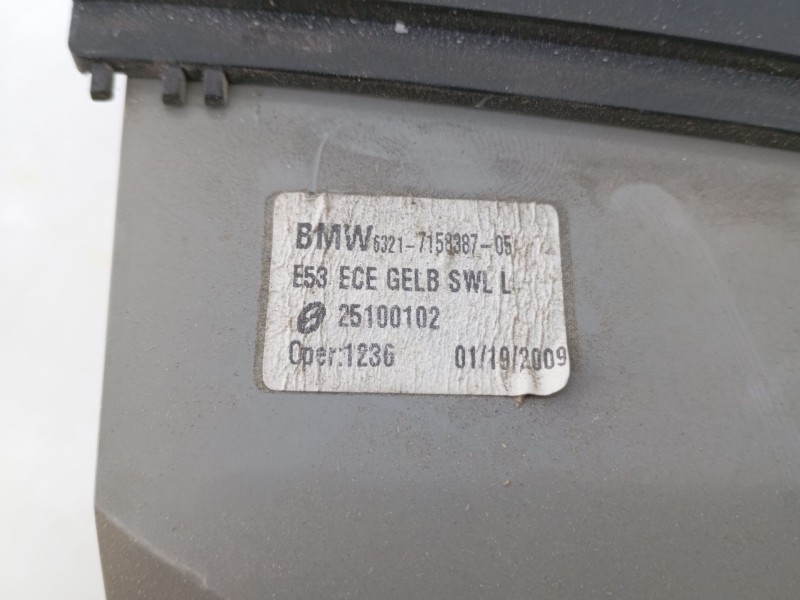 BMW 6321-7158387-05
E53 ECE GELB SWL L
25100102
Oper:1236 01/19/2009